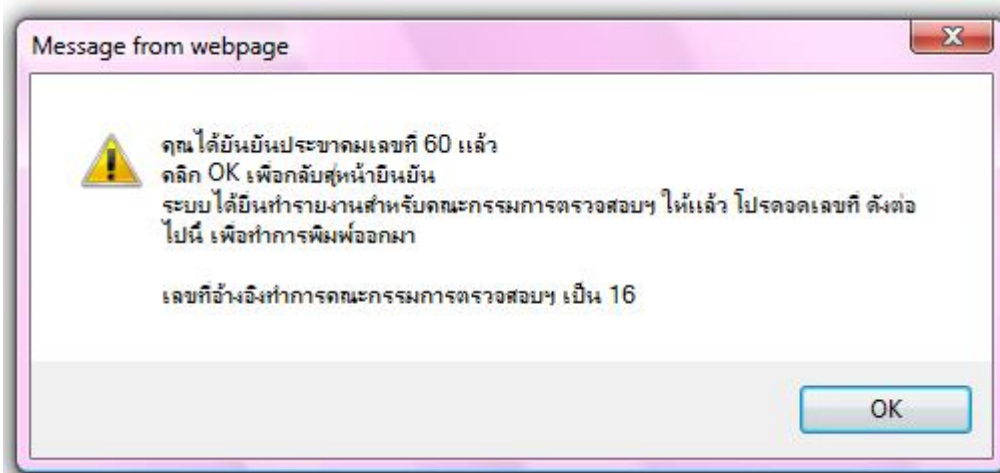 Message from webpage
คุณได้ยันยันประชาคมเลขที่ 60 แล้ว
คลิก OK เพื่อกลับสู่หน้ายืนยัน
ระบบได้ยืนทำรายงานสำหรับคณะกรรมการตรวจสอบฯ ให้แล้ว โปรดจดเลขที่ ดังต่อ
ไปนี้ เพื่อทำการพิมพ์ออกมา
เลขที่อ้างอิงทำการคณะกรรมการตรวจสอบฯ เป็น 16
OK